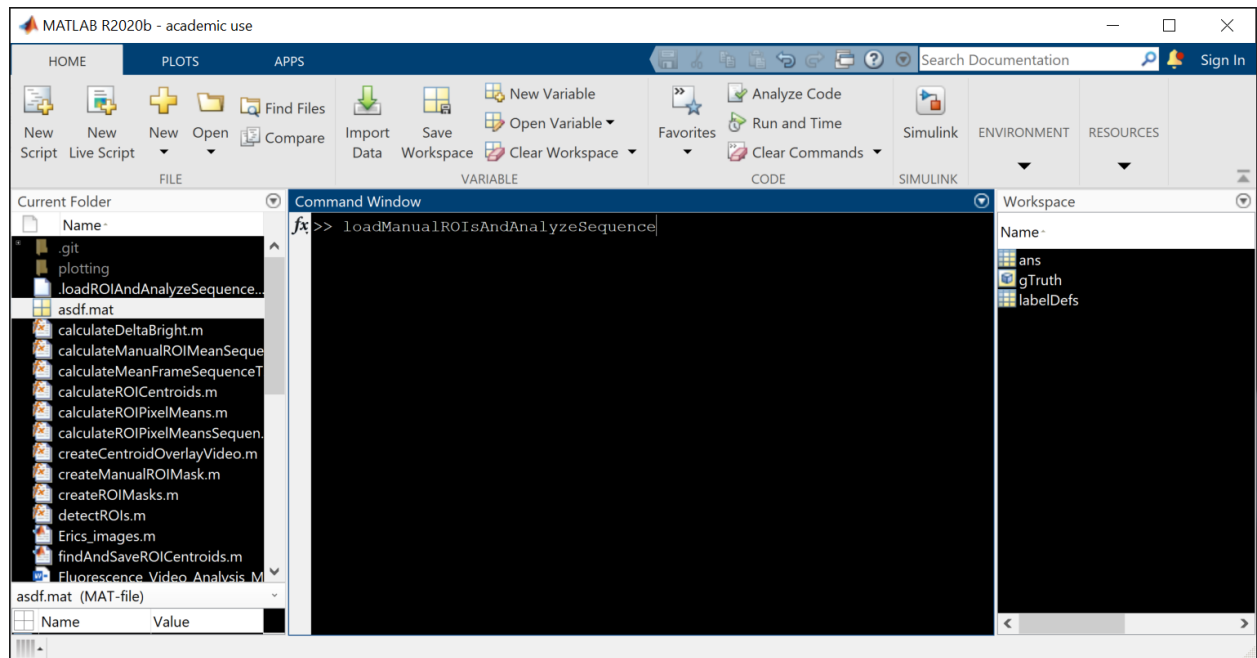 MATLAB R2020b - academic use
HOME PLOTS APPS Search Documentation Sign In
New Script
New Live Script
New
Open
Find Files
Compare
Import Data
Save Workspace
New Variable
Open Variable
Clear Workspace
Favorites
Analyze Code
Run and Time
Clear Commands
Simulink
ENVIRONMENT
RESOURCES
FILE VARIABLE CODE SIMULINK
Current Folder
Name
.git
plotting
.loadROIAndAnalyzeSequence...
asdf.mat
calculateDeltaBright.m
calculateManualROIMeanSeque
calculateMeanFrameSequenceT
calculateROICentroids.m
calculateROIPixelMeans.m
calculateROIPixelMeansSequen.
createCentroidOverlayVideo.m
createManualROIMask.m
createROIMasks.m
detectROIs.m
Erics_images.m
findAndSaveROICentroids.m
Fluorescence Video Analysis M
asdf.mat (MAT-file)
Name Value
Command Window
fx >> loadManualROIsAndAnalyzeSequence
Workspace
Name
ans
gTruth
labelDefs